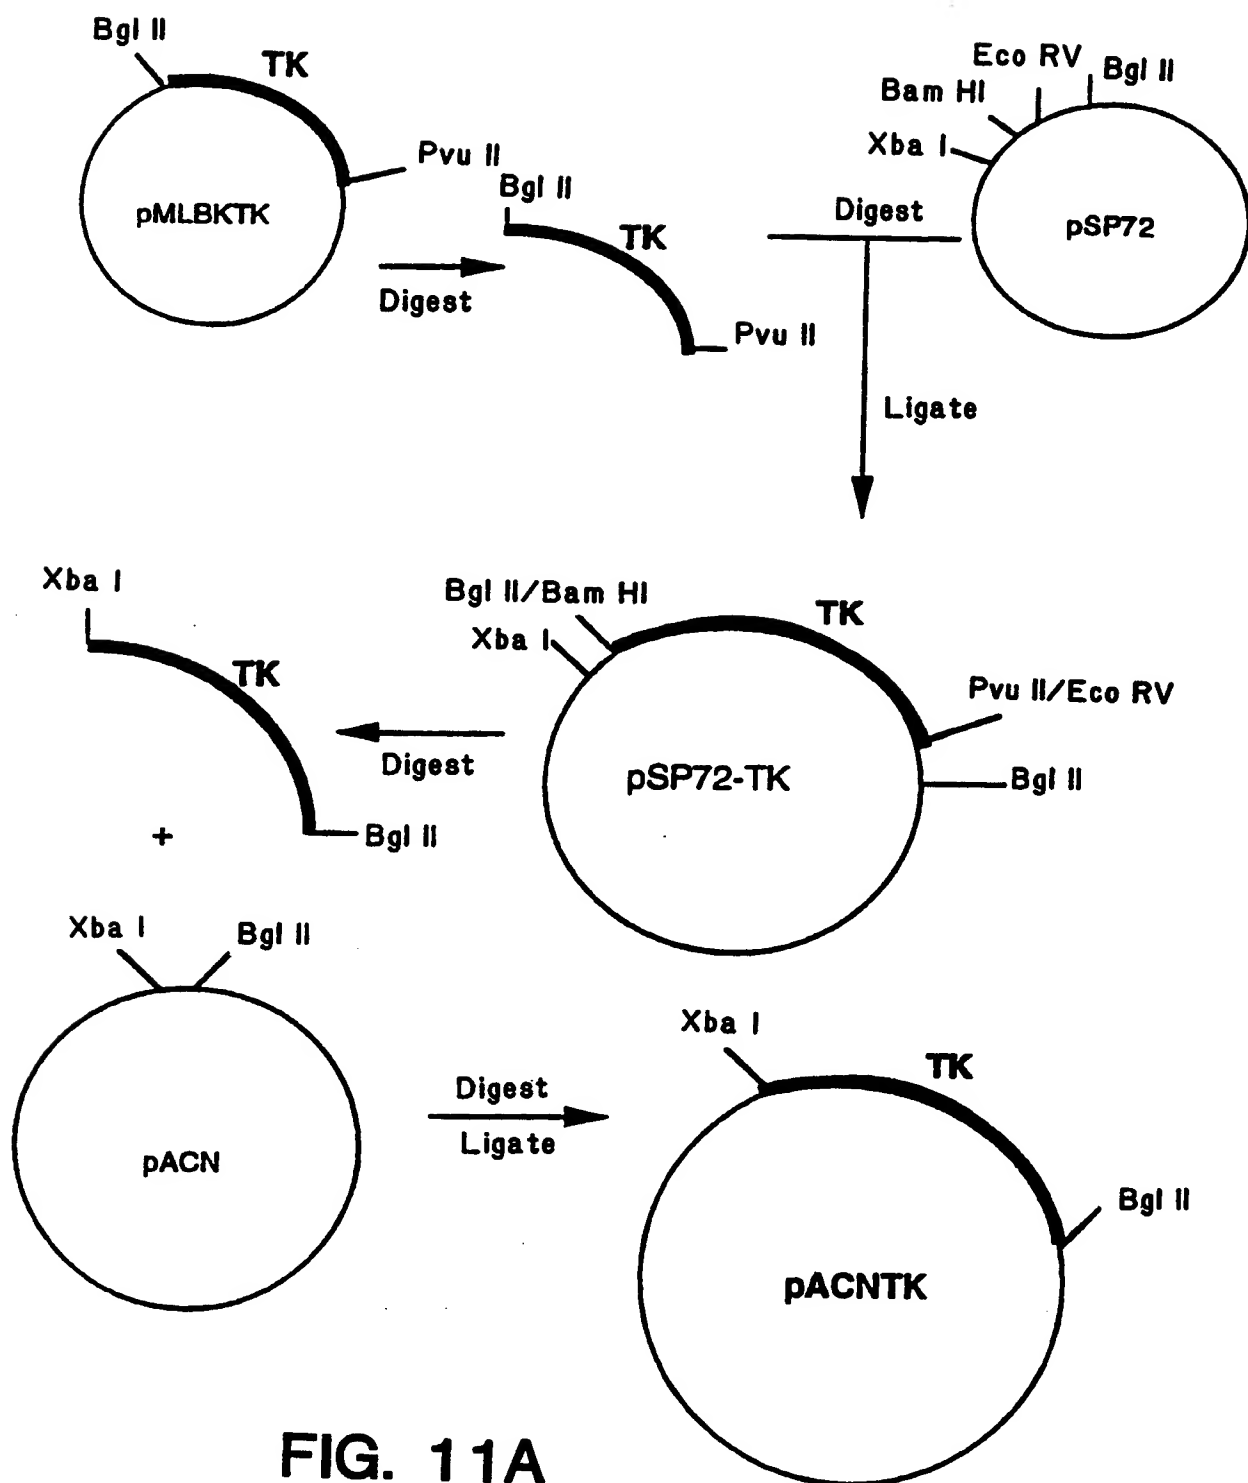 Bgl II
TK
Pvu II
pMLBKTK
Digest
Bgl II
TK
Pvu II
Eco RV
Bgl II
Bam HI
Xba I
pSP72
Digest
Ligate
Xba I
TK
Bgl II
Bgl II/Bam HI
Xba I
TK
Pvu II/Eco RV
Bgl II
pSP72-TK
Digest
+
Xba I
Bgl II
pACN
Digest
Ligate
Xba I
TK
Bgl II
pACNTK
FIG. 11A